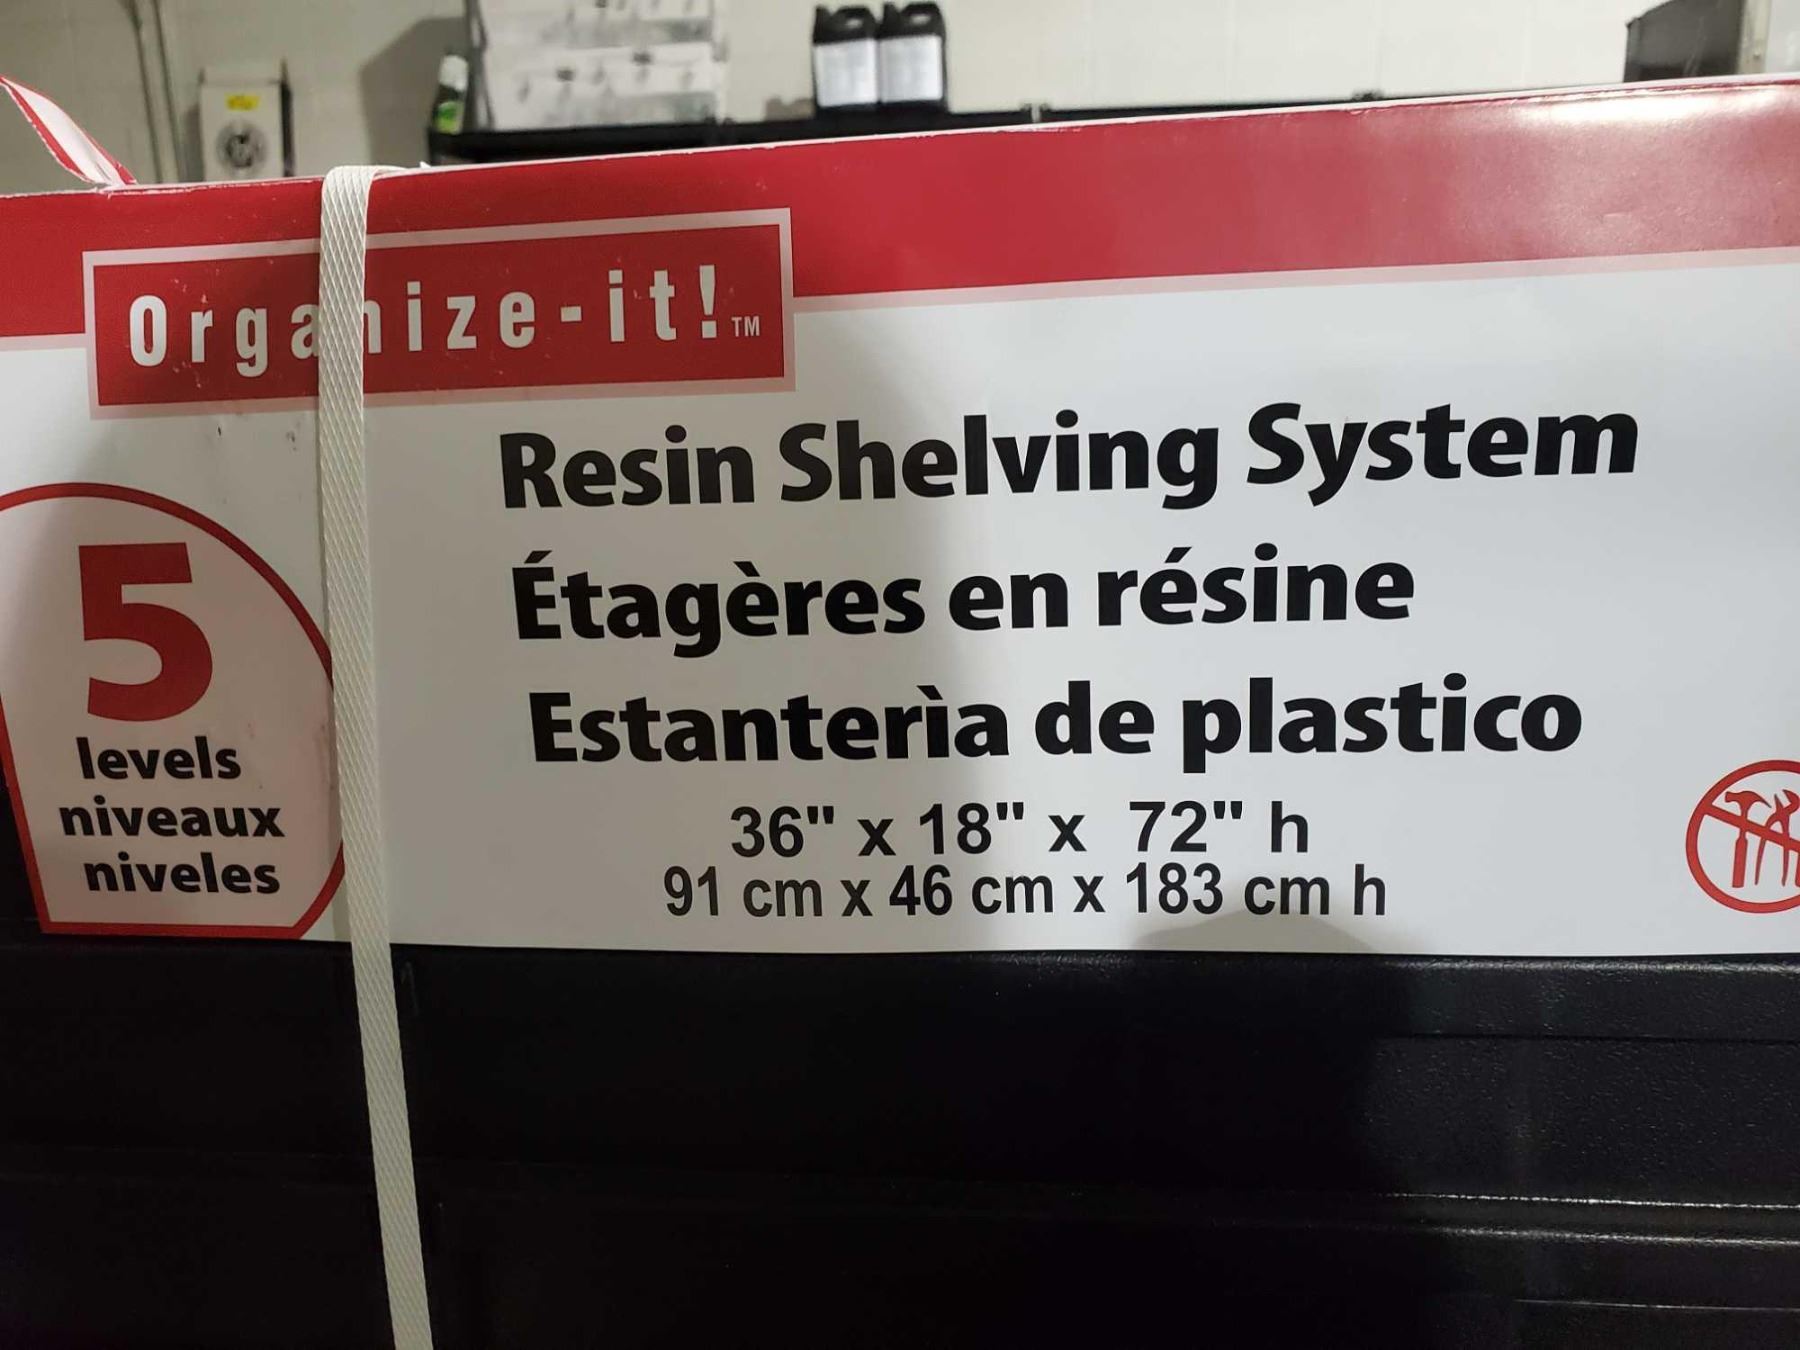 Organize-it!™
Resin Shelving System
Étagères en résine
Estanterìa de plastico
36" x 18" x 72" h
91 cm x 46 cm x 183 cm h
5
levels
niveaux
niveles